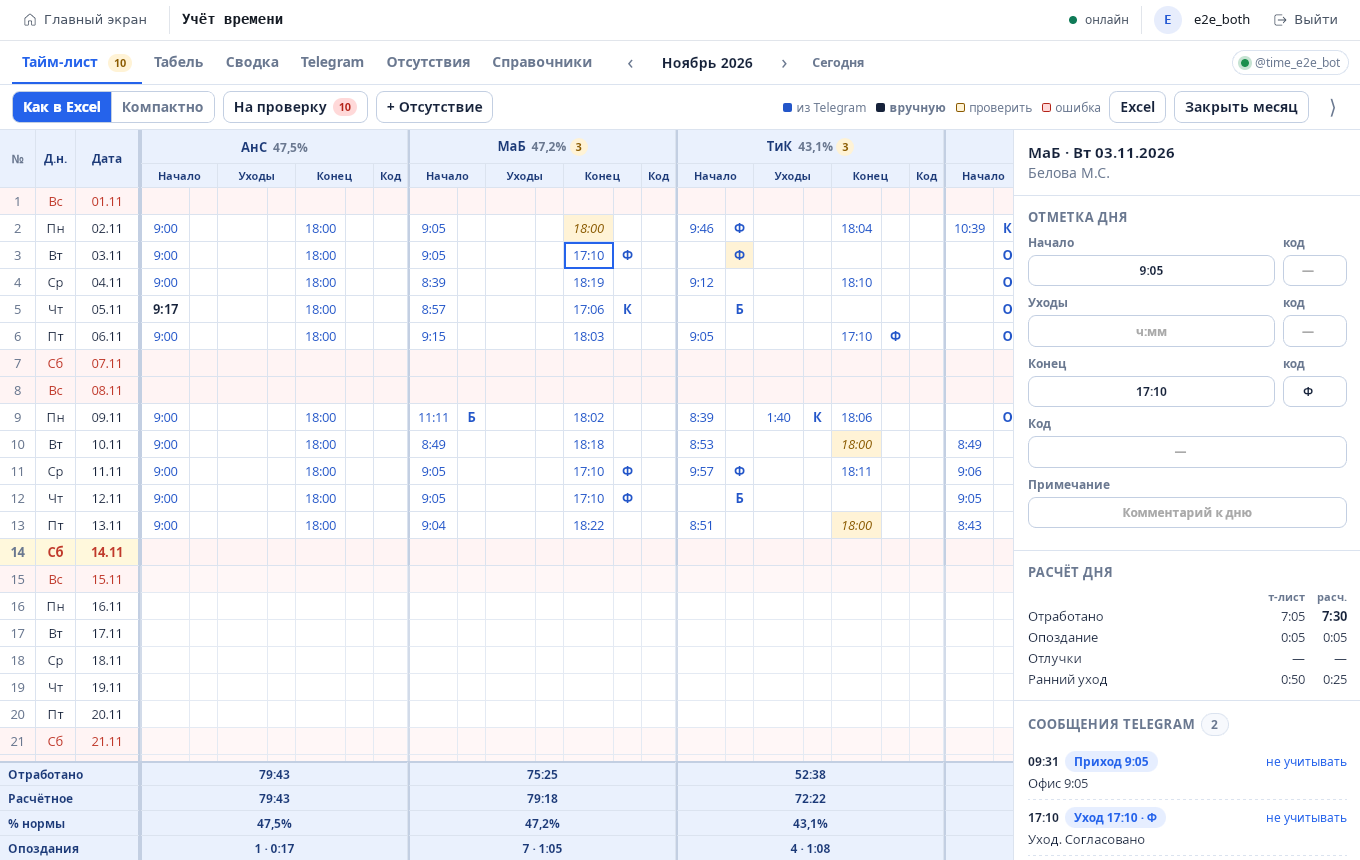 Главный экран Учёт времени онлайн E e2e_both Выйти
Тайм-лист 10 Табель Сводка Telegram Отсутствия Справочники ‹ Ноябрь 2026 › Сегодня @time_e2e_bot
Как в Excel Компактно На проверку 10 + Отсутствие из Telegram вручную проверить ошибка Excel Закрыть месяц ⟩
№ Д.н. Дата АнС 47,5% МаБ 47,2% 3 ТиК 43,1% 3
Начало Уходы Конец Код Начало Уходы Конец Код Начало Уходы Конец Код Начало
1 Вс 01.11
2 Пн 02.11 9:00 18:00 9:05 18:00 9:46 Ф 18:04 10:39 К
3 Вт 03.11 9:00 18:00 9:05 17:10 Ф Ф О
4 Ср 04.11 9:00 18:00 8:39 18:19 9:12 18:10 О
5 Чт 05.11 9:17 18:00 8:57 17:06 К Б О
6 Пт 06.11 9:00 18:00 9:15 18:03 9:05 17:10 Ф О
7 Сб 07.11
8 Вс 08.11
9 Пн 09.11 9:00 18:00 11:11 Б 18:02 8:39 1:40 К 18:06 О
10 Вт 10.11 9:00 18:00 8:49 18:18 8:53 18:00 8:49
11 Ср 11.11 9:00 18:00 9:05 17:10 Ф 9:57 Ф 18:11 9:06
12 Чт 12.11 9:00 18:00 9:05 17:10 Ф Б 9:05
13 Пт 13.11 9:00 18:00 9:04 18:22 8:51 18:00 8:43
14 Сб 14.11
15 Вс 15.11
16 Пн 16.11
17 Вт 17.11
18 Ср 18.11
19 Чт 19.11
20 Пт 20.11
21 Сб 21.11
Отработано 79:43 75:25 52:38
Расчётное 79:43 79:18 72:22
% нормы 47,5% 47,2% 43,1%
Опоздания 1 · 0:17 7 · 1:05 4 · 1:08
МаБ · Вт 03.11.2026
Белова М.С.
ОТМЕТКА ДНЯ
Начало код
9:05 —
Уходы код
ч:мм —
Конец код
17:10 Ф
Код
—
Примечание
Комментарий к дню
РАСЧЁТ ДНЯ
т-лист расч.
Отработано 7:05 7:30
Опоздание 0:05 0:05
Отлучки — —
Ранний уход 0:50 0:25
СООБЩЕНИЯ TELEGRAM 2
09:31 Приход 9:05 не учитывать
Офис 9:05
17:10 Уход 17:10 · Ф не учитывать
Уход. Согласовано